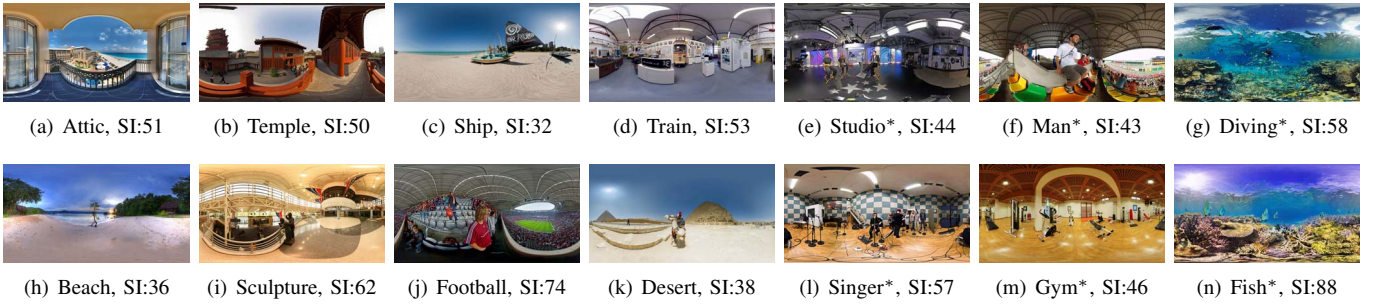 (a) Attic, SI:51
(b) Temple, SI:50
(c) Ship, SI:32
(d) Train, SI:53
(e) Studio*, SI:44
(f) Man*, SI:43
(g) Diving*, SI:58
(h) Beach, SI:36
(i) Sculpture, SI:62
(j) Football, SI:74
(k) Desert, SI:38
(l) Singer*, SI:57
(m) Gym*, SI:46
(n) Fish*, SI:88